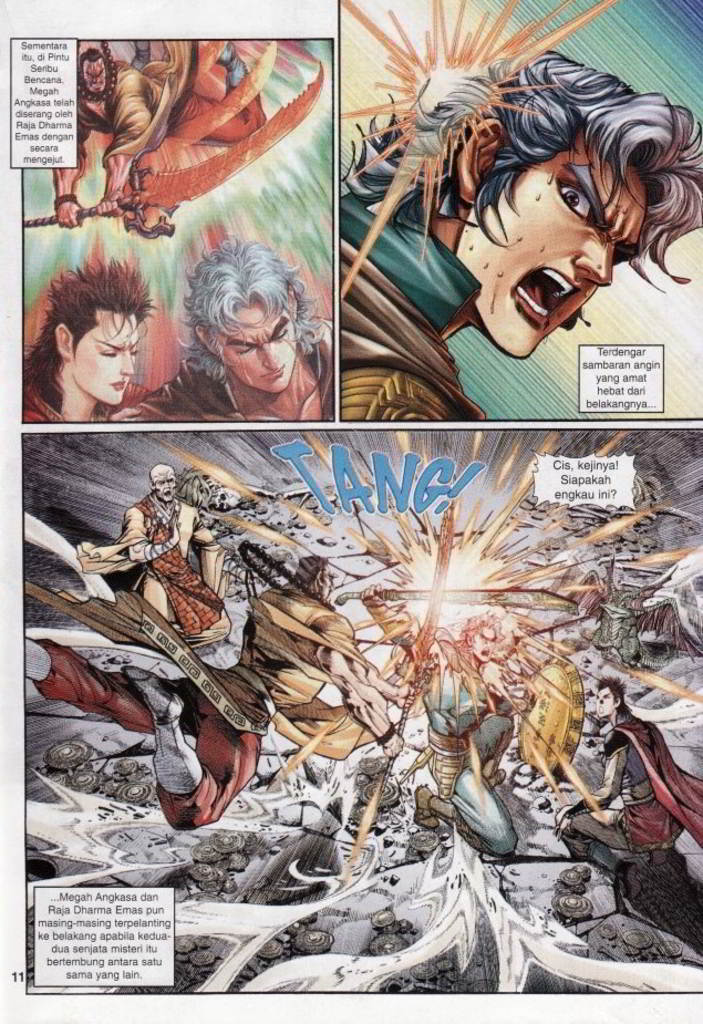 Sementara
itu, di Pintu
Seribu
Bencana,
Megah
Angkasa telah
diserang oleh
Raja Dharma
Emas dengan
secara
mengejut.
Terdengar
sambaran angin
yang amat
hebat dari
belakangnya...
TANG!
Cis, kejinya!
Siapakah
engkau ini?
...Megah Angkasa dan
Raja Dharma Emas pun
masing-masing terpelanting
ke belakang apabila kedua-
dua senjata misteri itu
bertembung antara satu
sama yang lain.
11